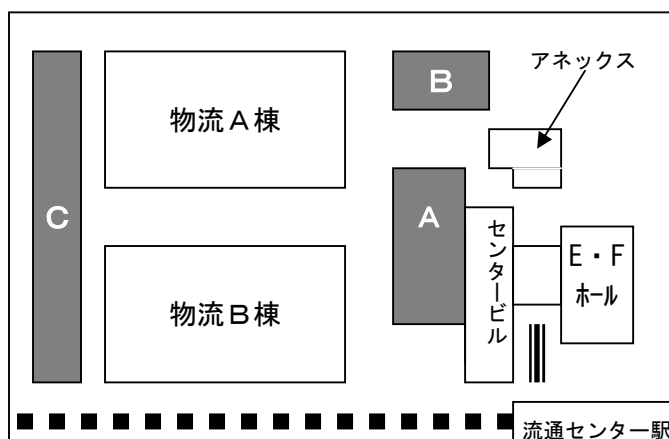 アネックス
B
物流A棟
C
A
センタービル
E・F
ホール
物流B棟
流通センター駅